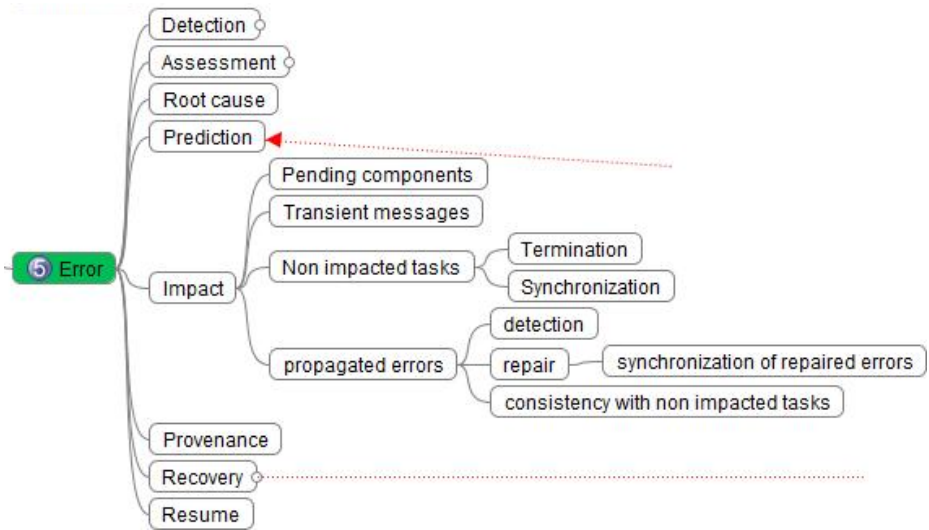 Detection
Assessment
Root cause
Prediction
Pending components
Transient messages
Termination
5 Error
Non impacted tasks
Impact
Synchronization
detection
propagated errors
repair
synchronization of repaired errors
consistency with non impacted tasks
Provenance
Recovery
Resume